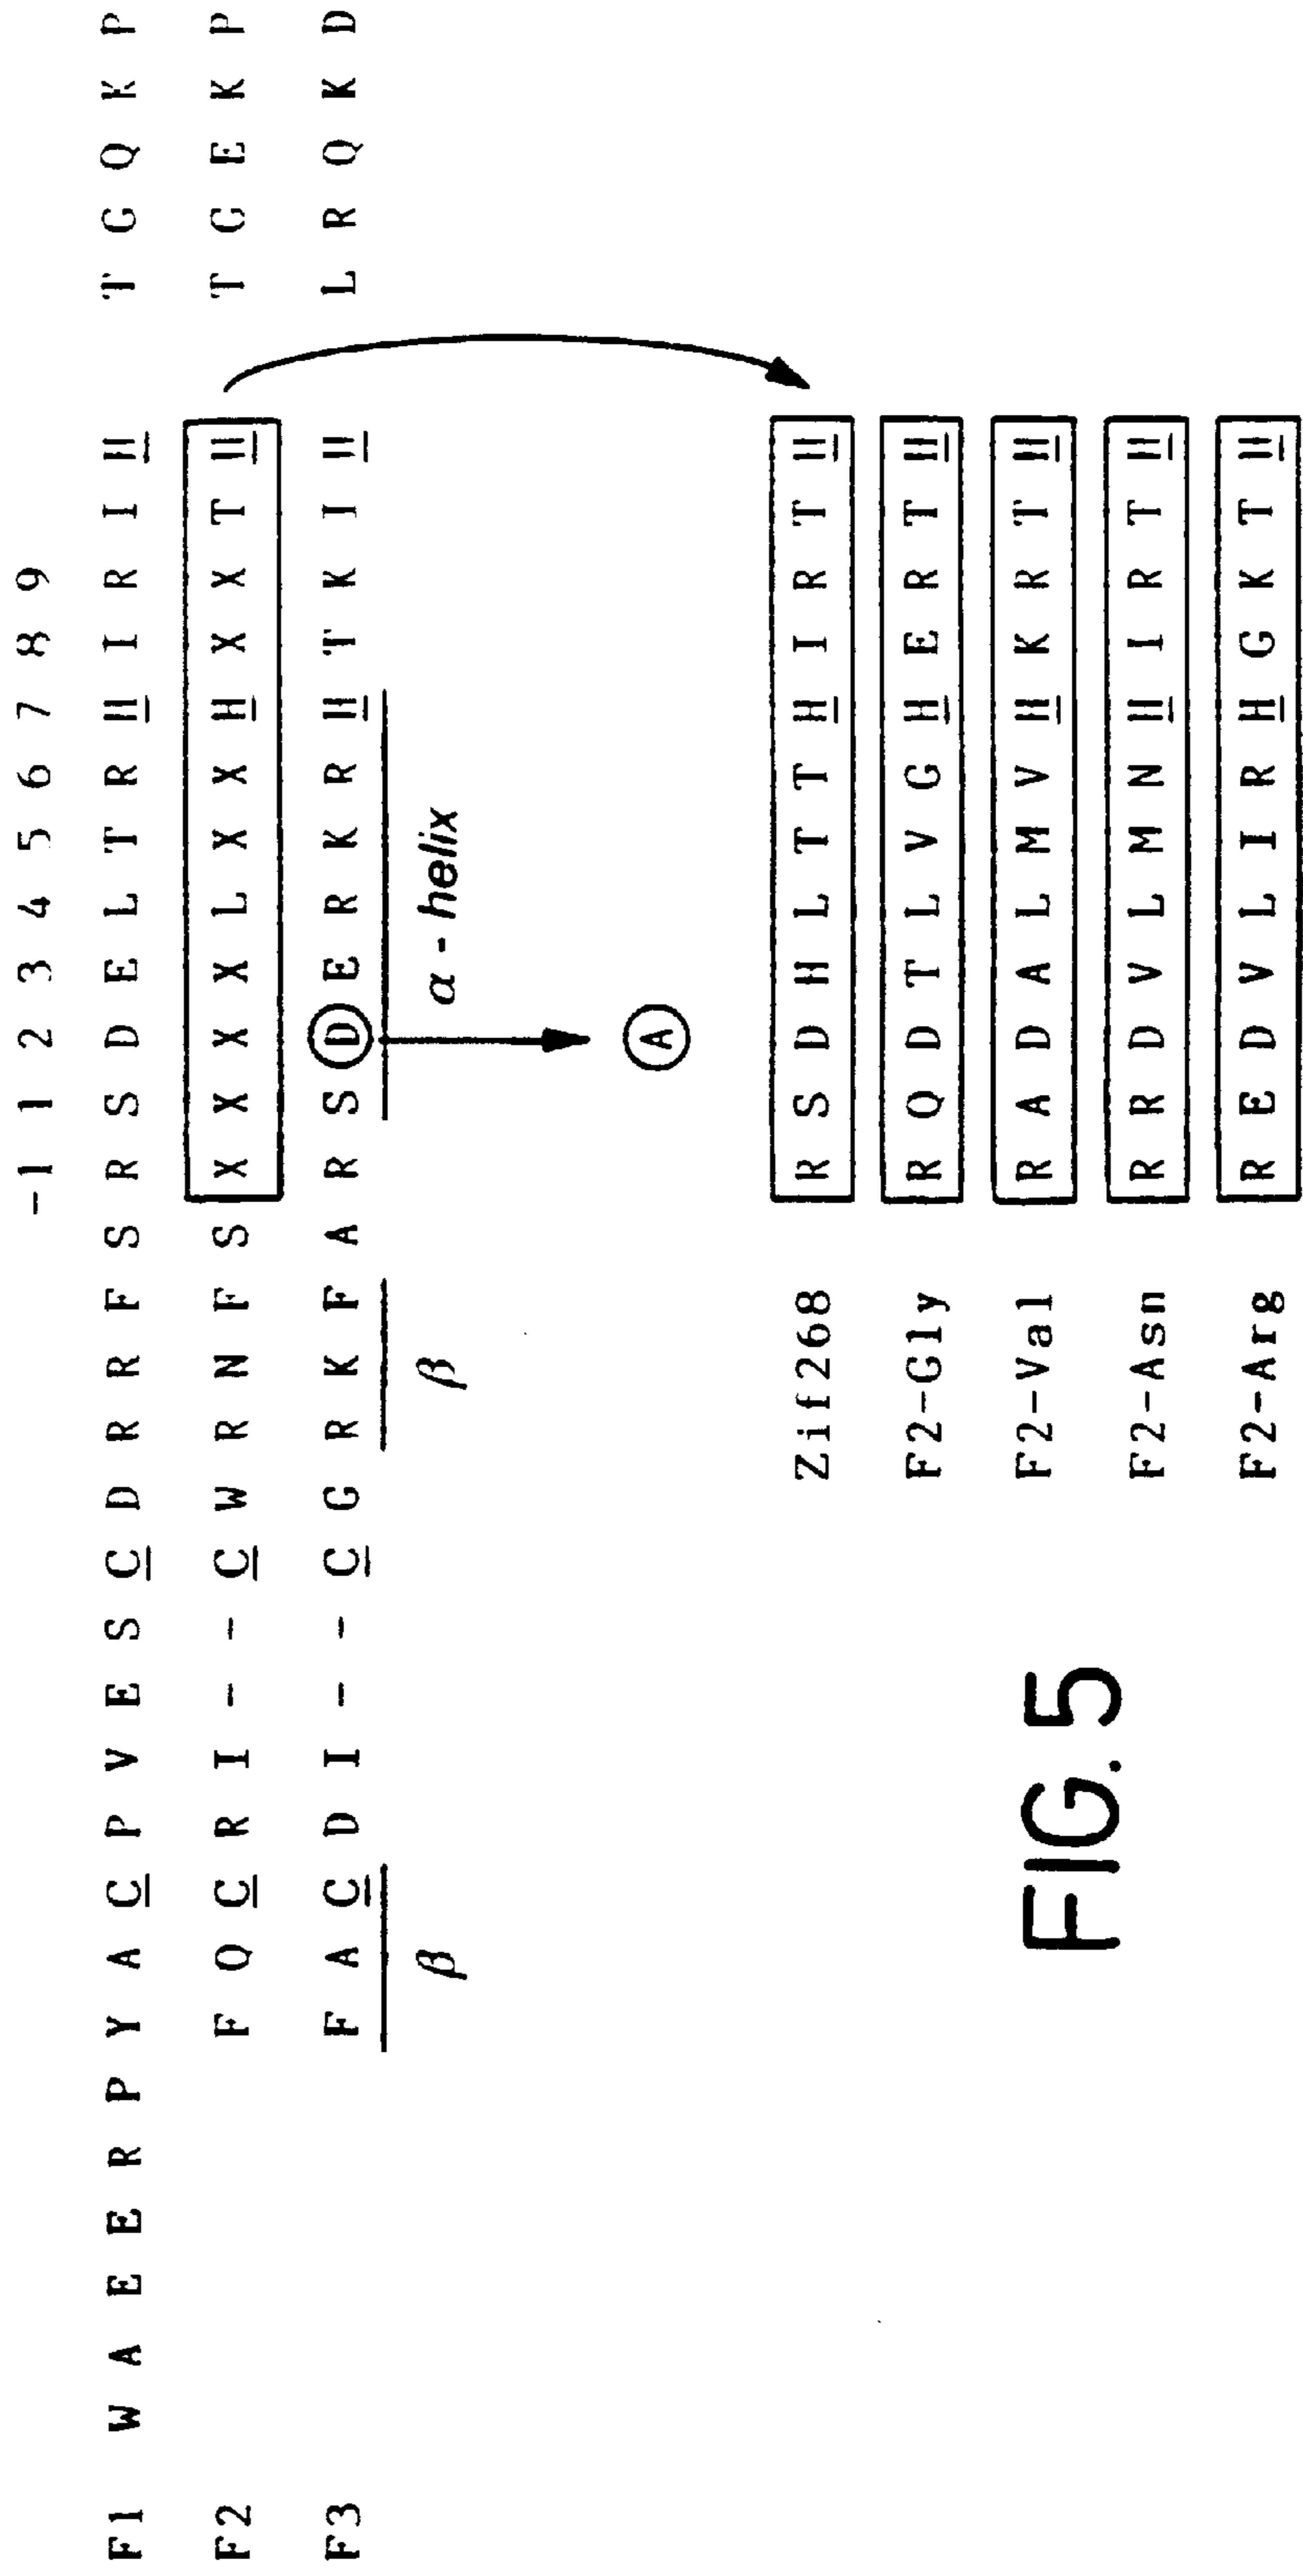 -1 1 2 3 4 5 6 7 8 9
F1 W A E E R P Y A C P V E S C D R R F S R S D E L T R H I R I H T G Q K P
F2 F Q C R I - - C W R N F S X X X X L X X H X X T H T G E K P
F3 F A C D I - - C G R K F A R S D E R K R H T K I H L R Q K D
β β α - helix
A
Zif268 R S D H L T T H I R T H
F2-Gly R Q D T L V G H E R T H
F2-Val R A D A L M V H K R T H
F2-Asn R R D V L M N H I R T H
F2-Arg R E D V L I R H G K T H
FIG. 5